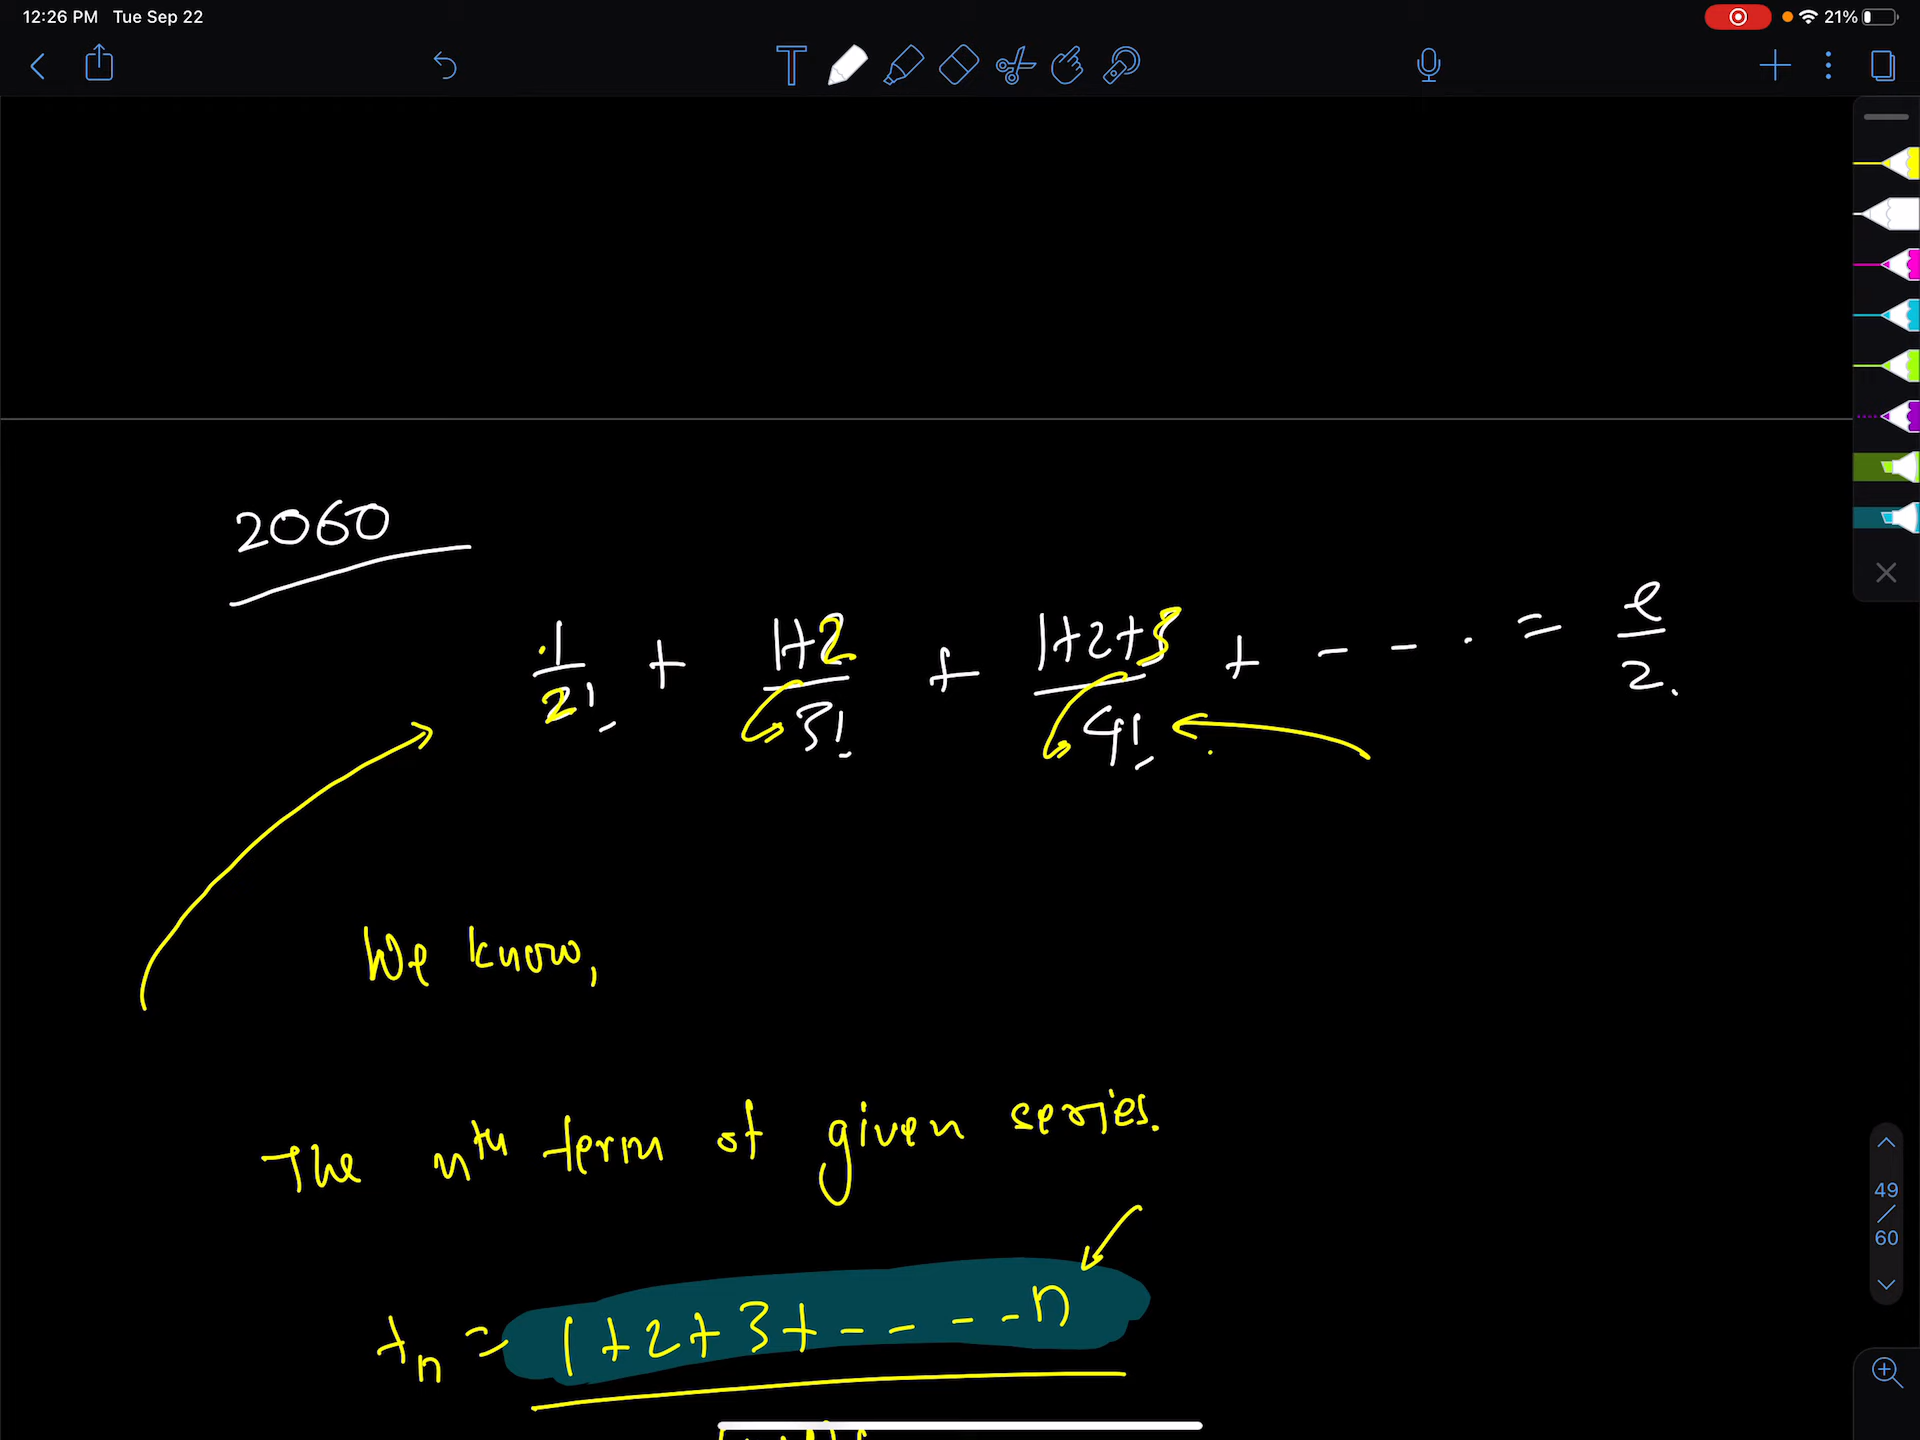 12:26 PM Tue Sep 22 21%
2060
1/2! + 1+2/3! + 1+2+3/4! + - - . = e/2.
We know,
The nth term of given series.
tn = 1+2+3+- - - - -n
49
/
60